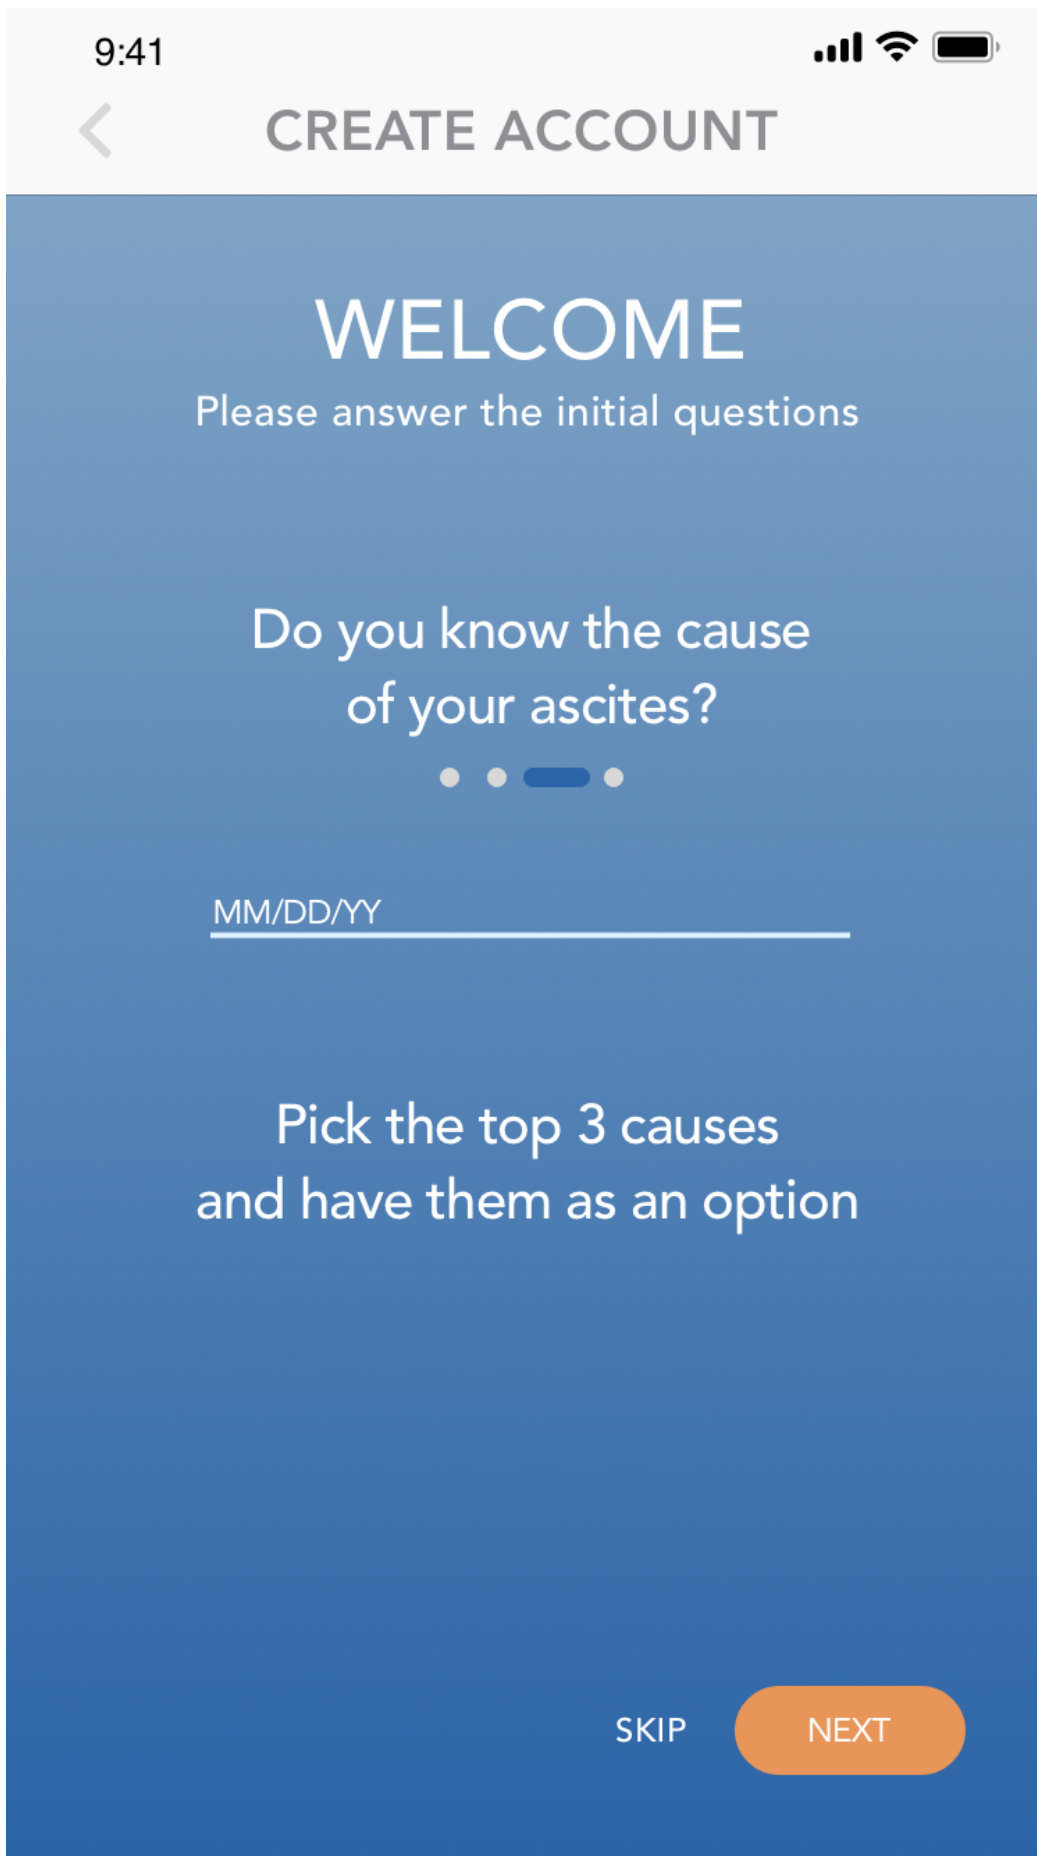 9:41
CREATE ACCOUNT
WELCOME
Please answer the initial questions
Do you know the cause
of your ascites?
MM/DD/YY
Pick the top 3 causes
and have them as an option
SKIP
NEXT